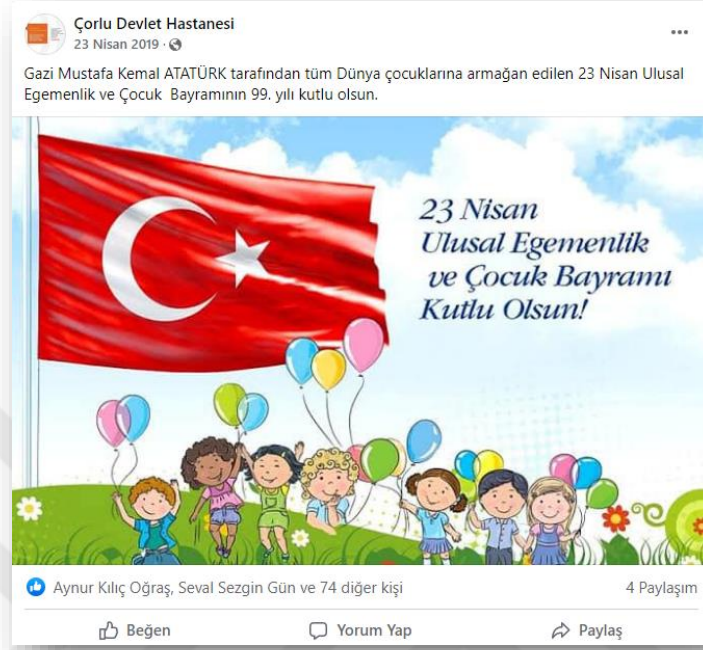 Çorlu Devlet Hastanesi
23 Nisan 2019 ·
Gazi Mustafa Kemal ATATÜRK tarafından tüm Dünya çocuklarına armağan edilen 23 Nisan Ulusal
Egemenlik ve Çocuk Bayramının 99. yılı kutlu olsun.
23 Nisan
Ulusal Egemenlik
ve Çocuk Bayramı
Kutlu Olsun!
Aynur Kılıç Oğraş, Seval Sezgin Gün ve 74 diğer kişi
4 Paylaşım
Beğen
Yorum Yap
Paylaş